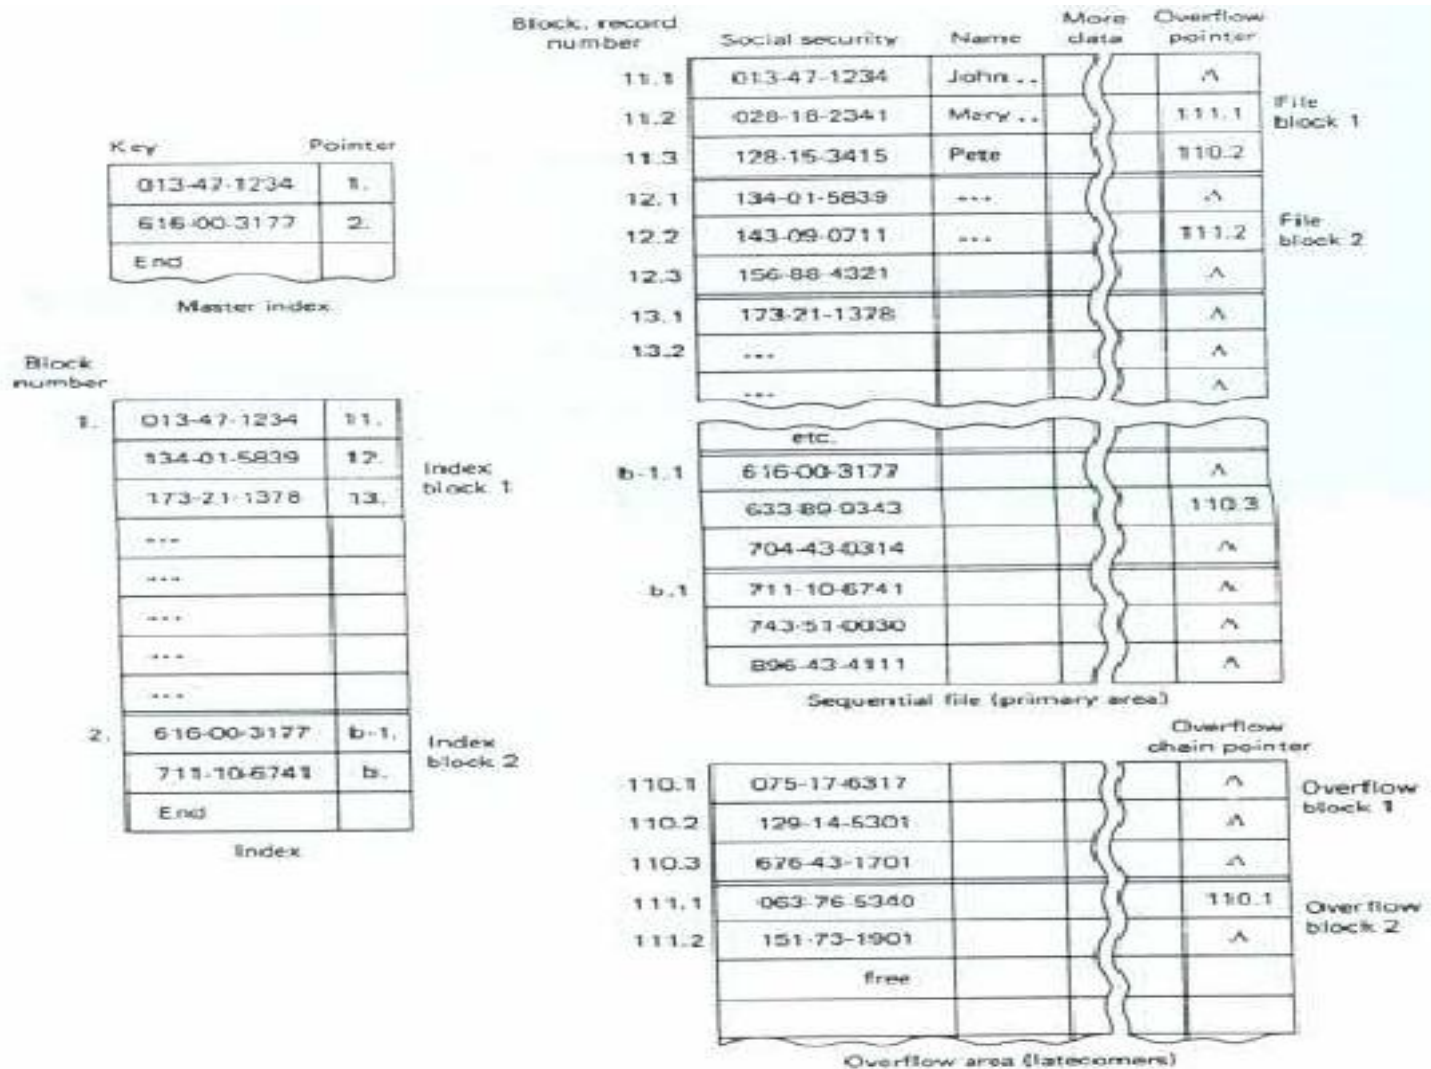 Key Pointer
013-47-1234 1.
616-00-3177 2.
End
Master index
Block
number
1. 013-47-1234 11.
134-01-5839 12.
173-21-1378 13.
Index
block 1
...
...
...
...
...
2. 616-00-3177 b-1.
711-10-6741 b.
Index
block 2
End
Index
Block, record
number Social security Name More
data Overflow
pointer
11.1 013-47-1234 John .. ^
11.2 028-18-2341 Mary .. 111.1
11.3 128-15-3415 Pete 110.2
File
block 1
12.1 134-01-5839 ... ^
12.2 143-09-0711 ... 111.2
12.3 156-88-4321 ^
File
block 2
13.1 173-21-1378 ^
13.2 ... ^
... ^
etc.
b-1.1 616-00-3177 ^
633-89-0343 110.3
704-43-0314 ^
b.1 711-10-6741 ^
743-51-0030 ^
896-43-4111 ^
Sequential file (primary area)
Overflow
chain pointer
110.1 075-17-6317 ^
110.2 129-14-5301 ^
110.3 676-43-1701 ^
Overflow
block 1
111.1 063-76-5340 110.1
111.2 151-73-1901 ^
Overflow
block 2
free
Overflow area (latecomers)